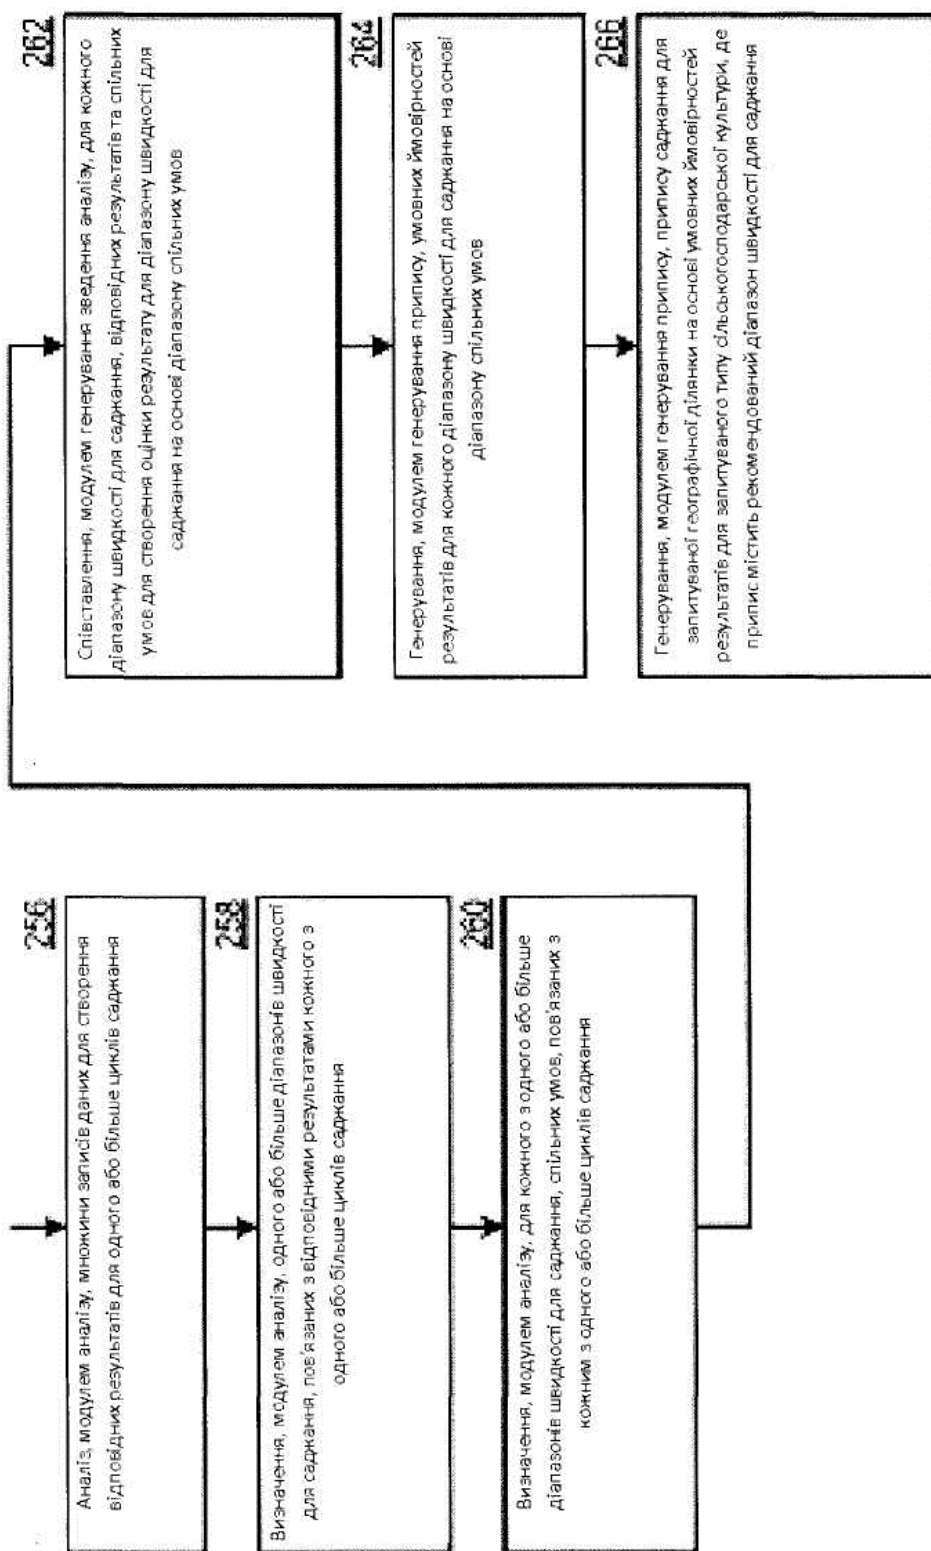 256
Аналіз, модулем аналізу, множини записів даних для створення
відповідних результатів для одного або більше циклів саджання
258
Визначення, модулем аналізу, одного або більше діапазонів швидкості
для саджання, пов'язаних з відповідними результатами кожного з
одного або більше циклів саджання
260
Визначення, модулем аналізу, для кожного з одного або більше
діапазонів швидкості для саджання, спільних умов, пов'язаних з
кожним з одного або більше циклів саджання
262
Співставлення, модулем генерування зведення аналізу, для кожного
діапазону швидкості для саджання, відповідних результатів та спільних
умов для створення оцінки результату для діапазону швидкості для
саджання на основі діапазону спільних умов
264
Генерування, модулем генерування припису, умовних ймовірностей
результатів для кожного діапазону швидкості для саджання на основі
діапазону спільних умов
266
Генерування, модулем генерування припису, припису саджання для
запитуваної географічної ділянки на основі умовних ймовірностей
результатів для запитуваного типу сільськогосподарської культури, де
припис містить рекомендований діапазон швидкості для саджання